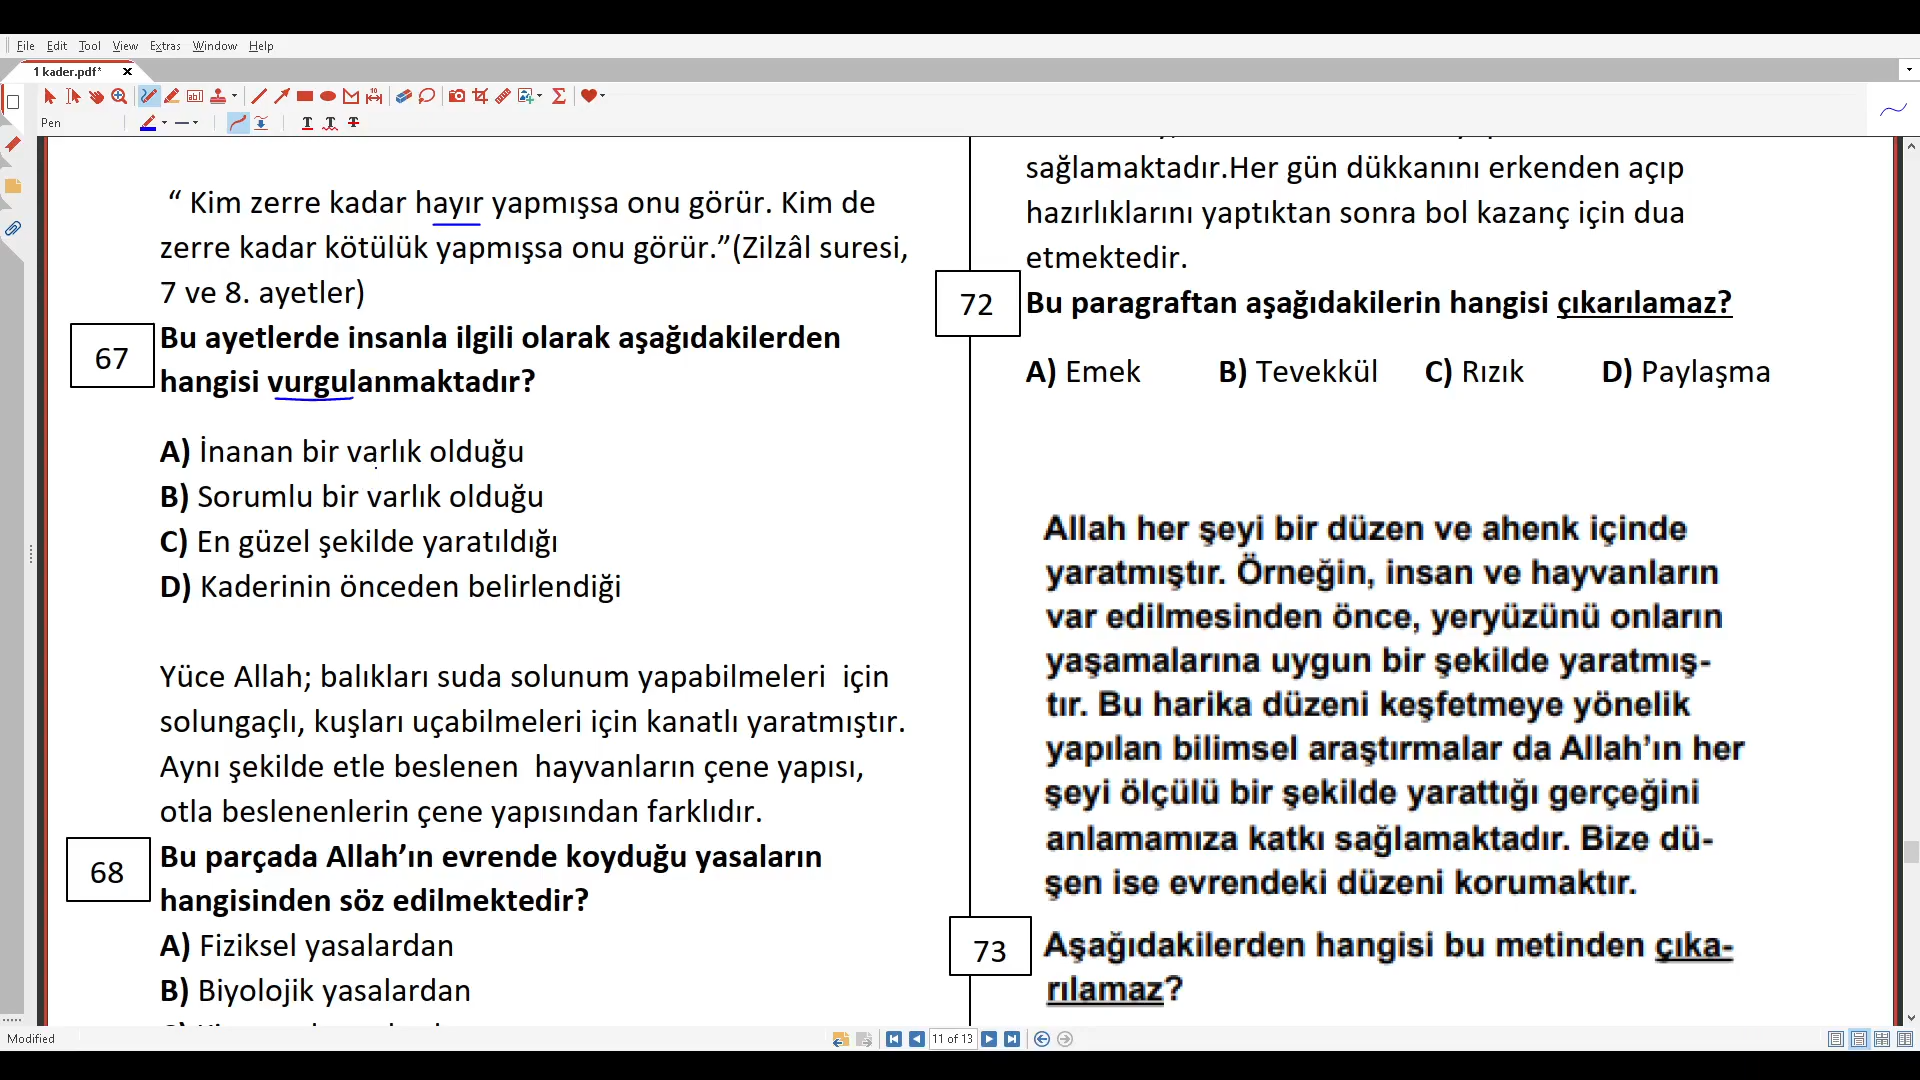 File Edit Tool View Extras Window Help
1 kader.pdf*
Pen
“ Kim zerre kadar hayır yapmışsa onu görür. Kim de
zerre kadar kötülük yapmışsa onu görür.”(Zilzâl suresi,
7 ve 8. ayetler)
67
Bu ayetlerde insanla ilgili olarak aşağıdakilerden
hangisi vurgulanmaktadır?
A) İnanan bir varlık olduğu
B) Sorumlu bir varlık olduğu
C) En güzel şekilde yaratıldığı
D) Kaderinin önceden belirlendiği
Yüce Allah; balıkları suda solunum yapabilmeleri  için
solungaçlı, kuşları uçabilmeleri için kanatlı yaratmıştır.
Aynı şekilde etle beslenen  hayvanların çene yapısı,
otla beslenenlerin çene yapısından farklıdır.
68
Bu parçada Allah’ın evrende koyduğu yasaların
hangisinden söz edilmektedir?
A) Fiziksel yasalardan
B) Biyolojik yasalardan
sağlamaktadır.Her gün dükkanını erkenden açıp
hazırlıklarını yaptıktan sonra bol kazanç için dua
etmektedir.
72
Bu paragraftan aşağıdakilerin hangisi çıkarılamaz?
A) Emek B) Tevekkül C) Rızık D) Paylaşma
Allah her şeyi bir düzen ve ahenk içinde
yaratmıştır. Örneğin, insan ve hayvanların
var edilmesinden önce, yeryüzünü onların
yaşamalarına uygun bir şekilde yaratmış-
tır. Bu harika düzeni keşfetmeye yönelik
yapılan bilimsel araştırmalar da Allah’ın her
şeyi ölçülü bir şekilde yarattığı gerçeğini
anlamamıza katkı sağlamaktadır. Bize dü-
şen ise evrendeki düzeni korumaktır.
73
Aşağıdakilerden hangisi bu metinden çıka-
rılamaz?
Modified
11 of 13